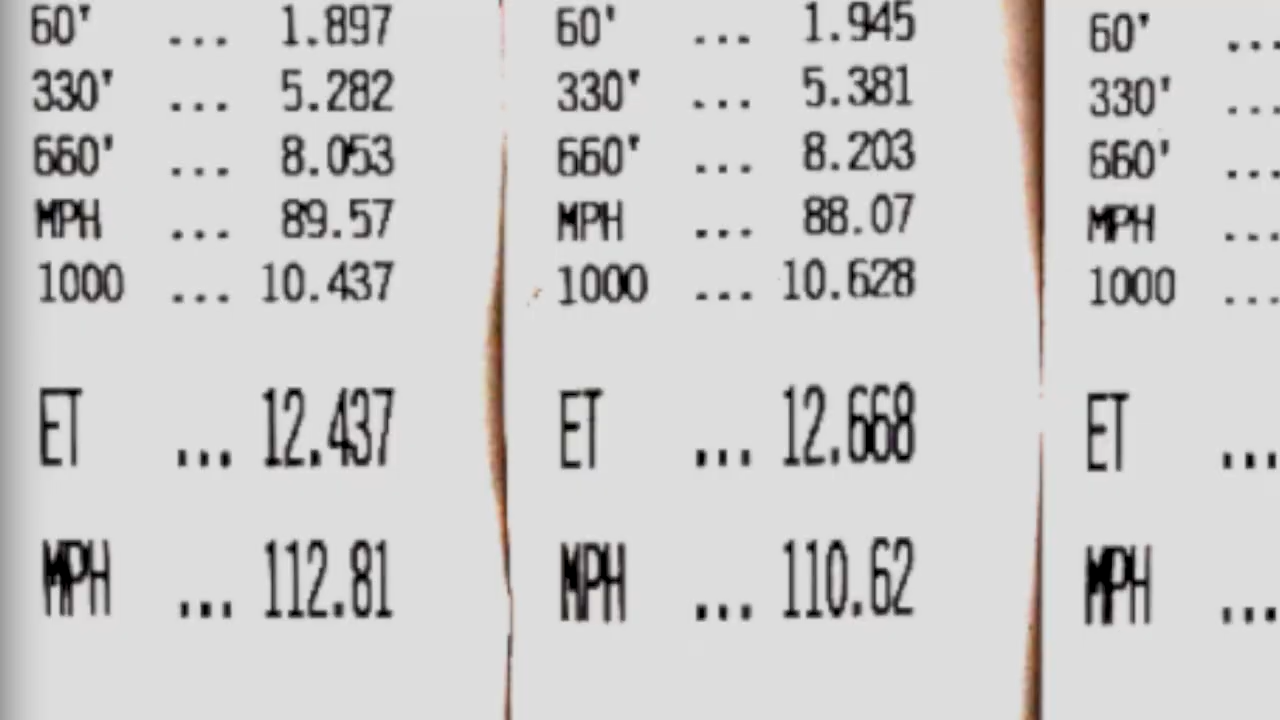 60' ... 1.897
330' ... 5.282
660' ... 8.053
MPH ... 89.57
1000 ... 10.437
ET ... 12.437
MPH ... 112.81
60' ... 1.945
330' ... 5.381
660' ... 8.203
MPH ... 88.07
1000 ... 10.628
ET ... 12.668
MPH ... 110.62
60' ...
330' ...
660' ...
MPH ...
1000 ...
ET ...
MPH ...